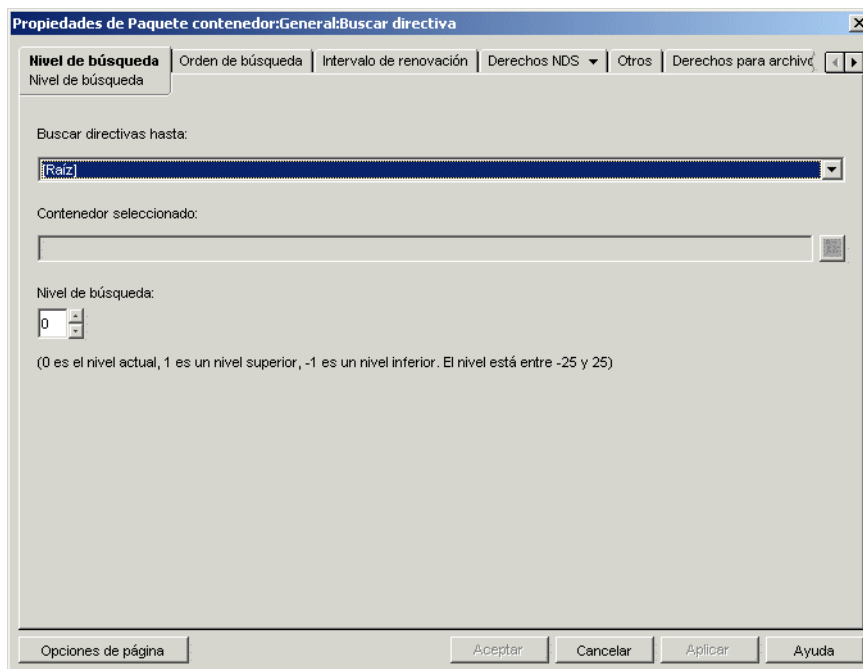 Propiedades de Paquete contenedor:General:Buscar directiva
Nivel de búsqueda
Orden de búsqueda
Intervalo de renovación
Derechos NDS
Otros
Derechos para archivo
Nivel de búsqueda
Buscar directivas hasta:
[Raíz]
Contenedor seleccionado:
Nivel de búsqueda:
0
(0 es el nivel actual, 1 es un nivel superior, -1 es un nivel inferior. El nivel está entre -25 y 25)
Opciones de página
Aceptar
Cancelar
Aplicar
Ayuda